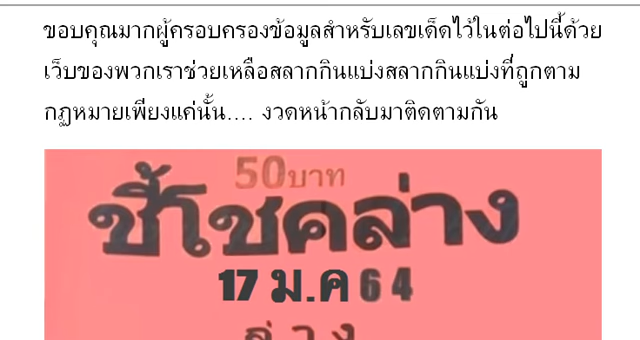 ขอบคุณมากผู้ครอบครองข้อมูลสำหรับเลขเด็ดไว้ในต่อไปนี้ด้วย
เว็บของพวกเราช่วยเหลือสลากกินแบ่งสลากกินแบ่งที่ถูกตาม
กฏหมายเพียงแค่นั้น.... งวดหน้ากลับมาติดตามกัน
50บาท
ชี้โชคล่าง
17 ม.ค 64
ล่าง